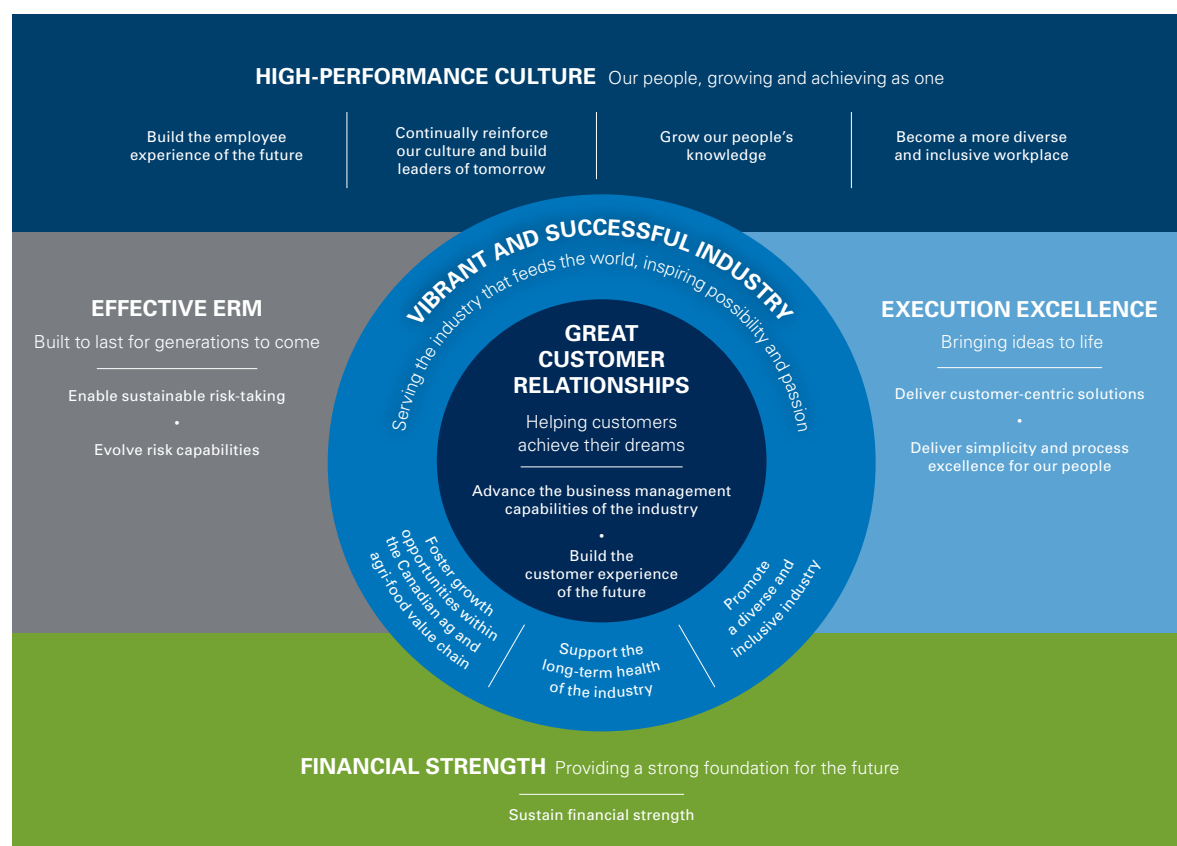 HIGH-PERFORMANCE CULTURE Our people, growing and achieving as one
Build the employee
experience of the future
Continually reinforce
our culture and build
leaders of tomorrow
Grow our people's
knowledge
Become a more diverse
and inclusive workplace
VIBRANT AND SUCCESSFUL INDUSTRY
Serving the industry that feeds the world, inspiring possibility and passion
EFFECTIVE ERM
Built to last for generations to come
Enable sustainable risk-taking
•
Evolve risk capabilities
GREAT
CUSTOMER
RELATIONSHIPS
Helping customers
achieve their dreams
Advance the business management
capabilities of the industry
•
Build the
customer experience
of the future
EXECUTION EXCELLENCE
Bringing ideas to life
Deliver customer-centric solutions
•
Deliver simplicity and process
excellence for our people
Foster growth
opportunities within
the Canadian ag and
agri-food value chain
Support the
long-term health
of the industry
Promote
a diverse and
inclusive industry
FINANCIAL STRENGTH Providing a strong foundation for the future
Sustain financial strength